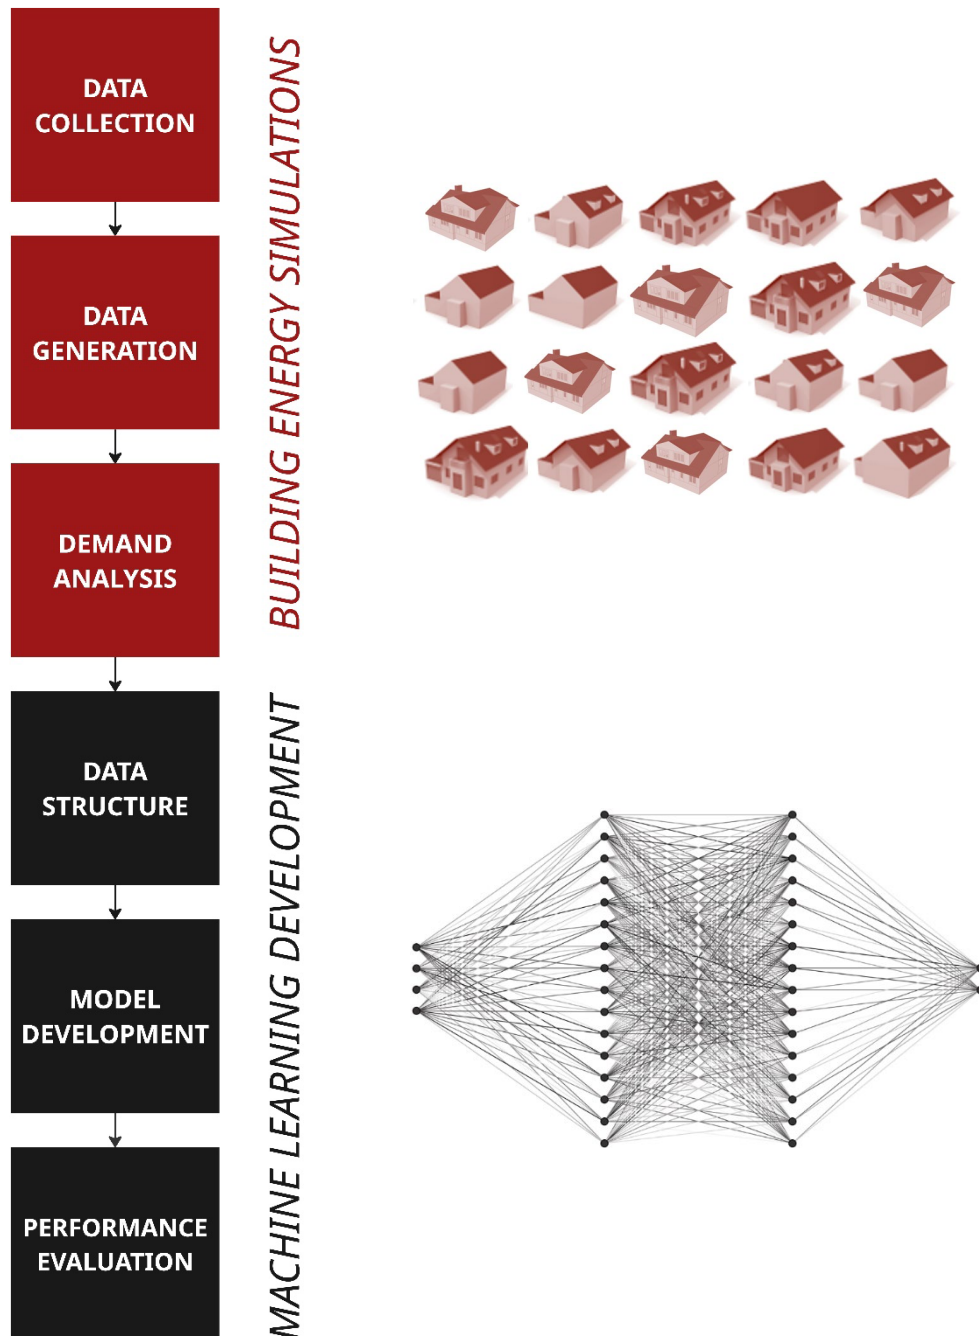 DATA
COLLECTION
DATA
GENERATION
DEMAND
ANALYSIS
BUILDING ENERGY SIMULATIONS
DATA
STRUCTURE
MODEL
DEVELOPMENT
PERFORMANCE
EVALUATION
MACHINE LEARNING DEVELOPMENT